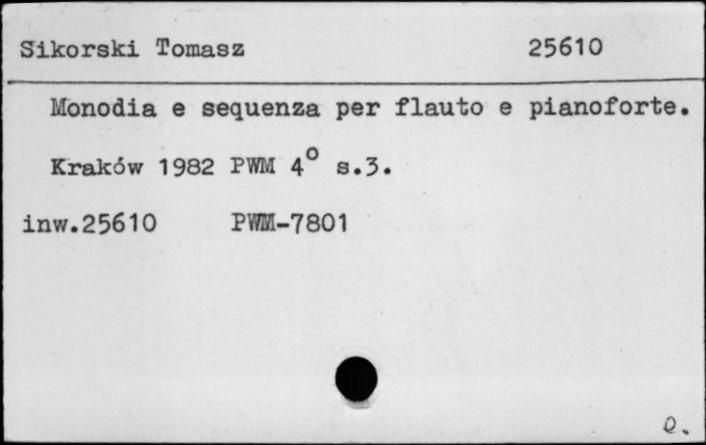 Sikorski Tomasz 25610
Monodia e sequenza per flauto e pianoforte.
Kraków 1982 PWM 4° s.3.
inw.25610 PWM-7801